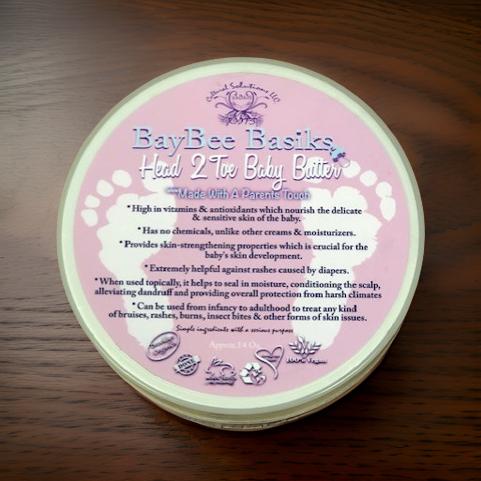 Cultural Solutions LLC
BayBee Basiks
Head 2 Toe Baby Butter
"Made With A Parents Touch
*High in vitamins & antioxidants which nourish the delicate
& sensitive skin of the baby.
*Has no chemicals, unlike other creams & moisturizers.
*Provides skin-strengthening properties which is crucial for the
baby's skin development.
*Extremely helpful against rashes caused by diapers.
*When used topically, it helps to seal in moisture, conditioning the scalp,
alleviating dandruff and providing overall protection from harsh climates
*Can be used from infancy to adulthood to treat any kind
of bruises, rashes, burns, insect bites & other forms of skin issues.
Simple ingredients with a serious purpose
Approx.14 Oz.
100% Vegan